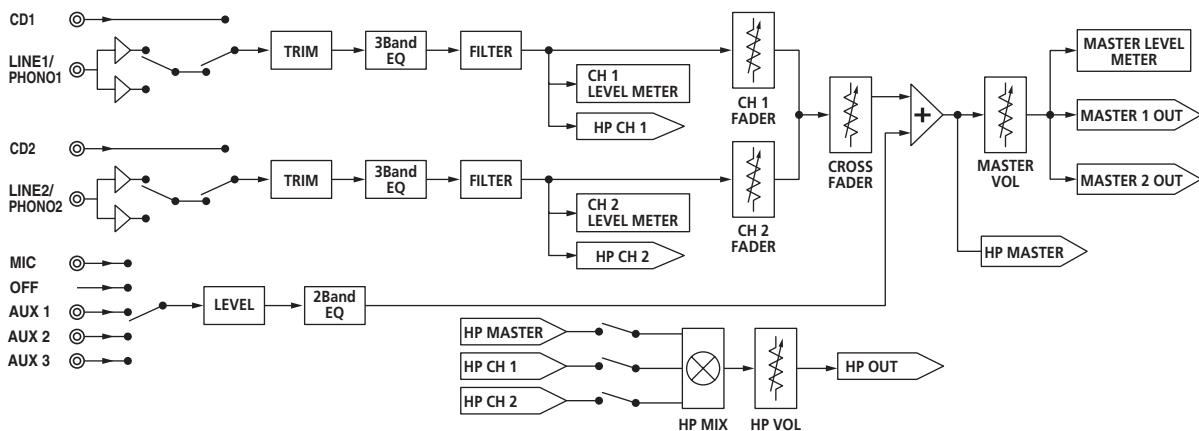 CD1
LINE1/
PHONO1
TRIM
3Band
EQ
FILTER
CH 1
LEVEL METER
HP CH 1
CH 1
FADER
CROSS
FADER
+
MASTER
VOL
MASTER LEVEL
METER
MASTER 1 OUT
MASTER 2 OUT
HP MASTER
CD2
LINE2/
PHONO2
TRIM
3Band
EQ
FILTER
CH 2
LEVEL METER
HP CH 2
CH 2
FADER
MIC
OFF
AUX 1
AUX 2
AUX 3
LEVEL
2Band
EQ
HP MASTER
HP CH 1
HP CH 2
HP MIX
HP VOL
HP OUT